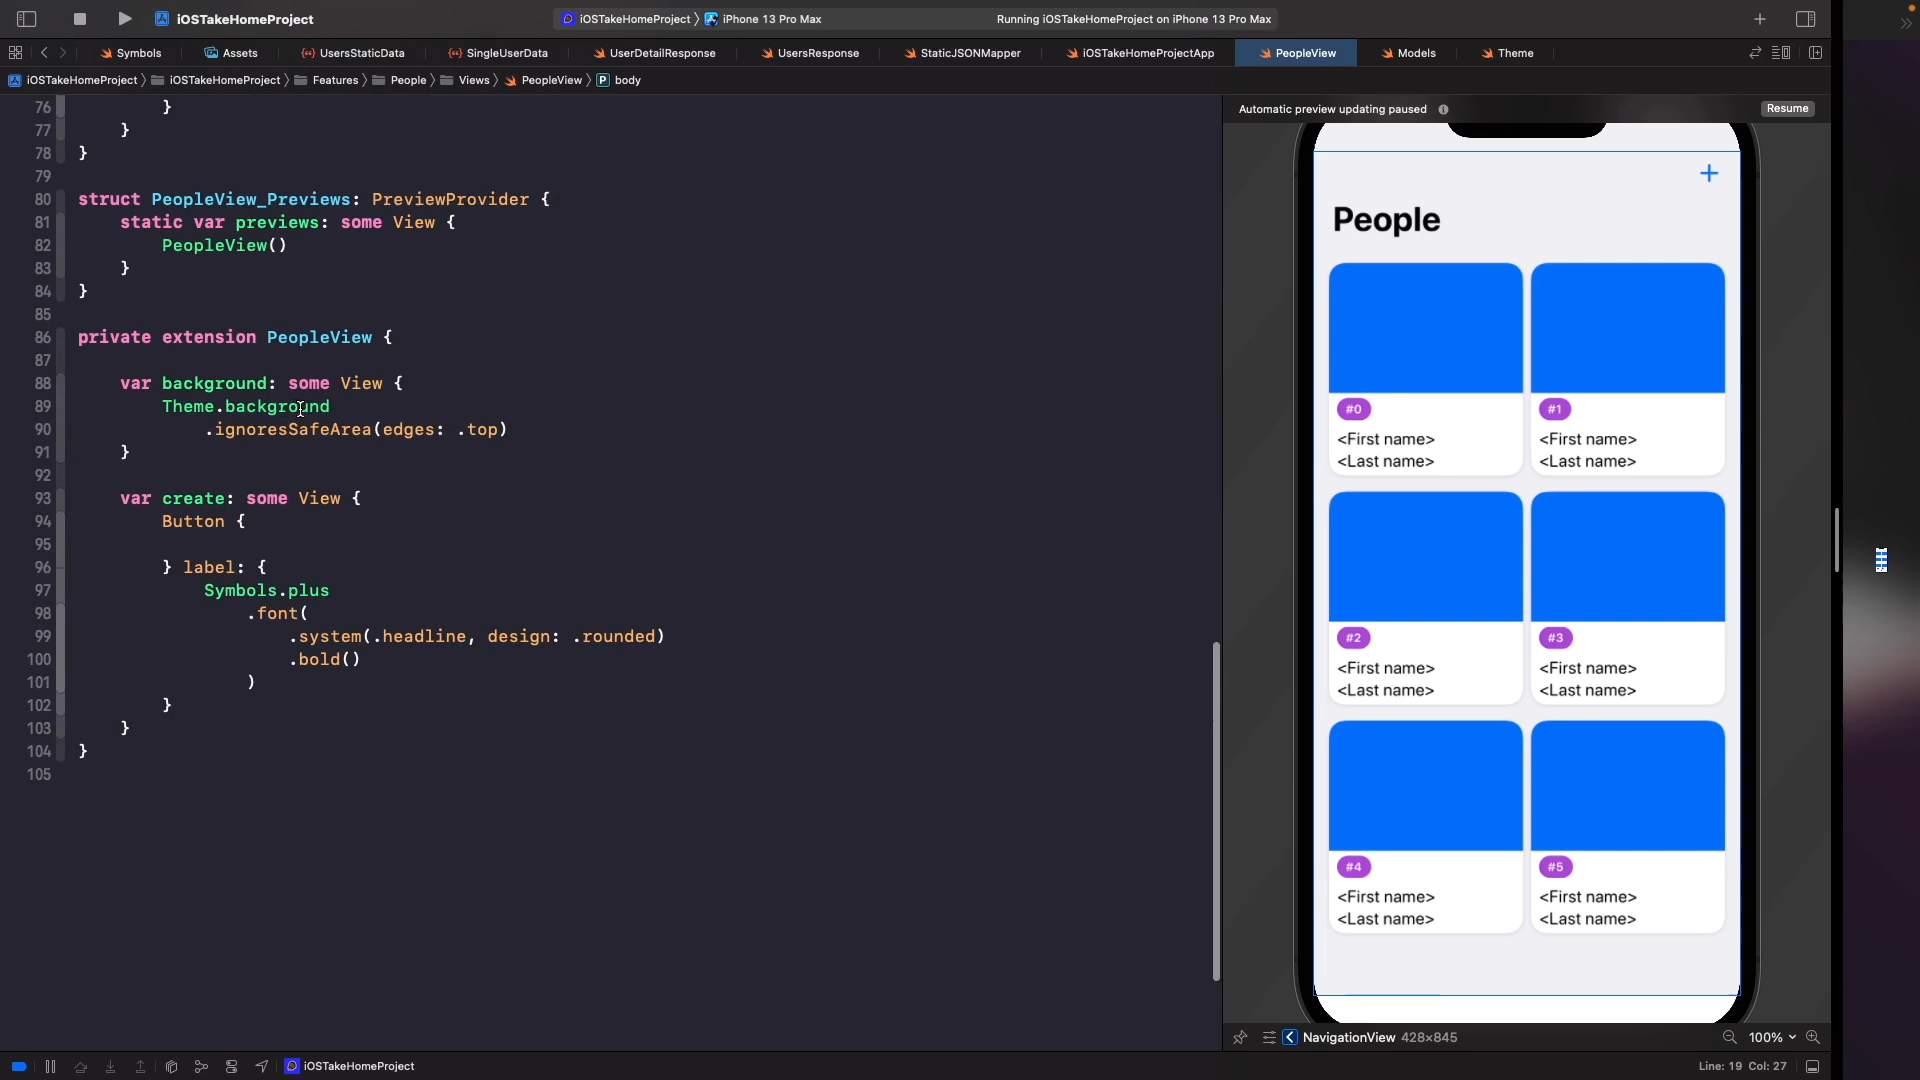 iOSTakeHomeProject
iOSTakeHomeProject 〉 iPhone 13 Pro Max
Running iOSTakeHomeProject on iPhone 13 Pro Max
Symbols
Assets
UsersStaticData
SingleUserData
UserDetailResponse
UsersResponse
StaticJSONMapper
iOSTakeHomeProjectApp
PeopleView
Models
Theme
iOSTakeHomeProject 〉 iOSTakeHomeProject 〉 Features 〉 People 〉 Views 〉 PeopleView 〉 P body
76 }
77 }
78 }
79
80 struct PeopleView_Previews: PreviewProvider {
81 static var previews: some View {
82 PeopleView()
83 }
84 }
85
86 private extension PeopleView {
87
88 var background: some View {
89 Theme.background
90 .ignoresSafeArea(edges: .top)
91 }
92
93 var create: some View {
94 Button {
95
96 } label: {
97 Symbols.plus
98 .font(
99 .system(.headline, design: .rounded)
100 .bold()
101 )
102 }
103 }
104 }
105
Automatic preview updating paused
Resume
People
#0
<First name>
<Last name>
#1
<First name>
<Last name>
#2
<First name>
<Last name>
#3
<First name>
<Last name>
#4
<First name>
<Last name>
#5
<First name>
<Last name>
NavigationView 428×845
100%
iOSTakeHomeProject
Line: 19 Col: 27